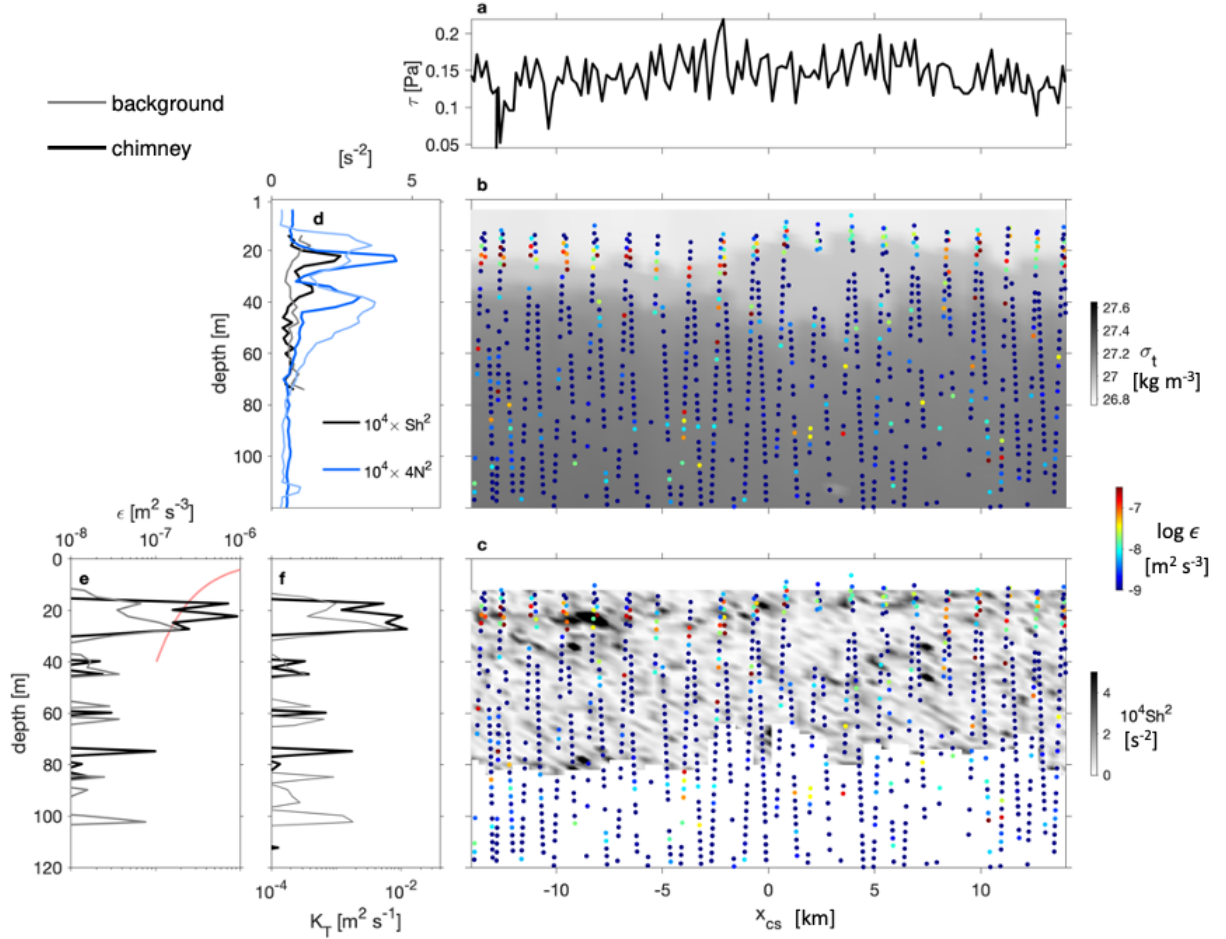 a
0.2
0.15
0.1
0.05
τ [Pa]
background
chimney
[s⁻²]
0 5
b
d
1
20
40
60
80
100
depth [m]
10⁴× Sh²
10⁴× 4N²
27.6
27.4
27.2
27
26.8
σt
[kg m⁻³]
ϵ [m² s⁻³]
10⁻⁸ 10⁻⁷ 10⁻⁶
-7
-8
-9
log ϵ
[m² s⁻³]
e
f
c
0
20
40
60
80
100
120
depth [m]
4
2
0
10⁴Sh²
[s⁻²]
10⁻⁴ 10⁻²
K_T [m² s⁻¹]
-10 -5 0 5 10
x_cs [km]